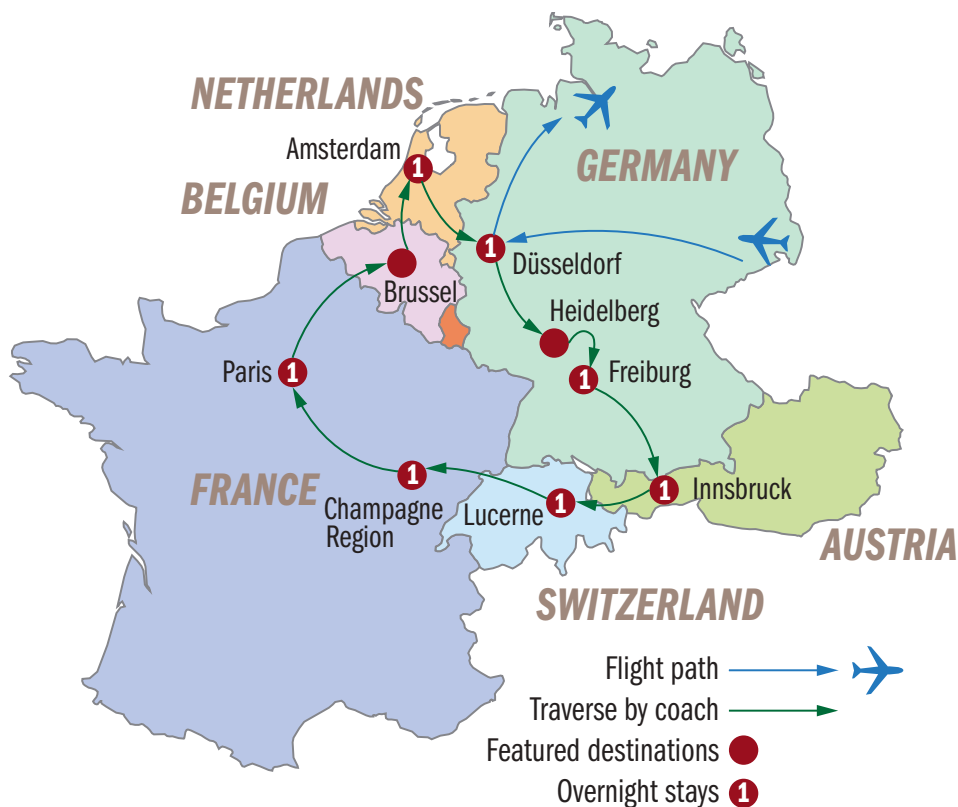 NETHERLANDS
Amsterdam
1
GERMANY
BELGIUM
1
Düsseldorf
Brussel
Heidelberg
Paris
1
1
Freiburg
FRANCE
1
Champagne
Region
Lucerne
1
1
Innsbruck
AUSTRIA
SWITZERLAND
Flight path
Traverse by coach
Featured destinations
Overnight stays 1